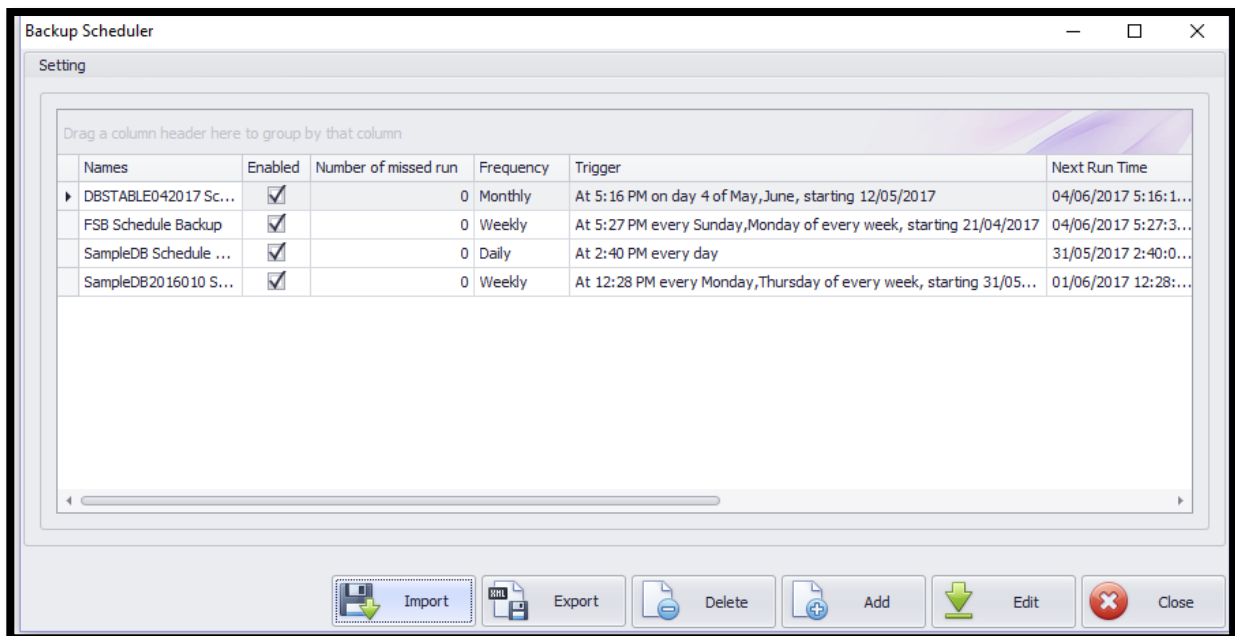 Backup Scheduler
Setting
Drag a column header here to group by that column
Names Enabled Number of missed run Frequency Trigger Next Run Time
DBSTABLE042017 Sc... 0 Monthly At 5:16 PM on day 4 of May,June, starting 12/05/2017 04/06/2017 5:16:1...
FSB Schedule Backup 0 Weekly At 5:27 PM every Sunday,Monday of every week, starting 21/04/2017 04/06/2017 5:27:3...
SampleDB Schedule ... 0 Daily At 2:40 PM every day 31/05/2017 2:40:0...
SampleDB2016010 S... 0 Weekly At 12:28 PM every Monday,Thursday of every week, starting 31/05... 01/06/2017 12:28:...
Import XML Export Delete Add Edit Close